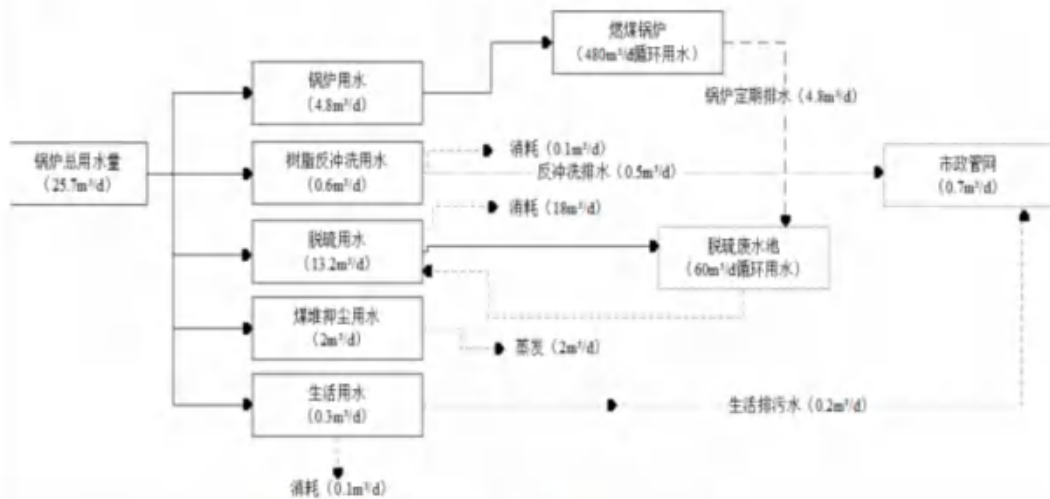 燃煤锅炉
（480m³/d循环用水）
锅炉用水
（4.8m³/d）
锅炉定期排水（4.8m³/d）
锅炉总用水量
（25.7m³/d）
树脂反冲洗用水
（0.6m³/d）
消耗（0.1m³/d）
反冲洗排水（0.5m³/d）
市政管网
（0.7m³/d）
消耗（18m³/d）
脱硫用水
（13.2m³/d）
脱硫废水池
（60m³/d循环用水）
煤堆抑尘用水
（2m³/d）
蒸发（2m³/d）
生活用水
（0.3m³/d）
生活排污水（0.2m³/d）
消耗（0.1m³/d）